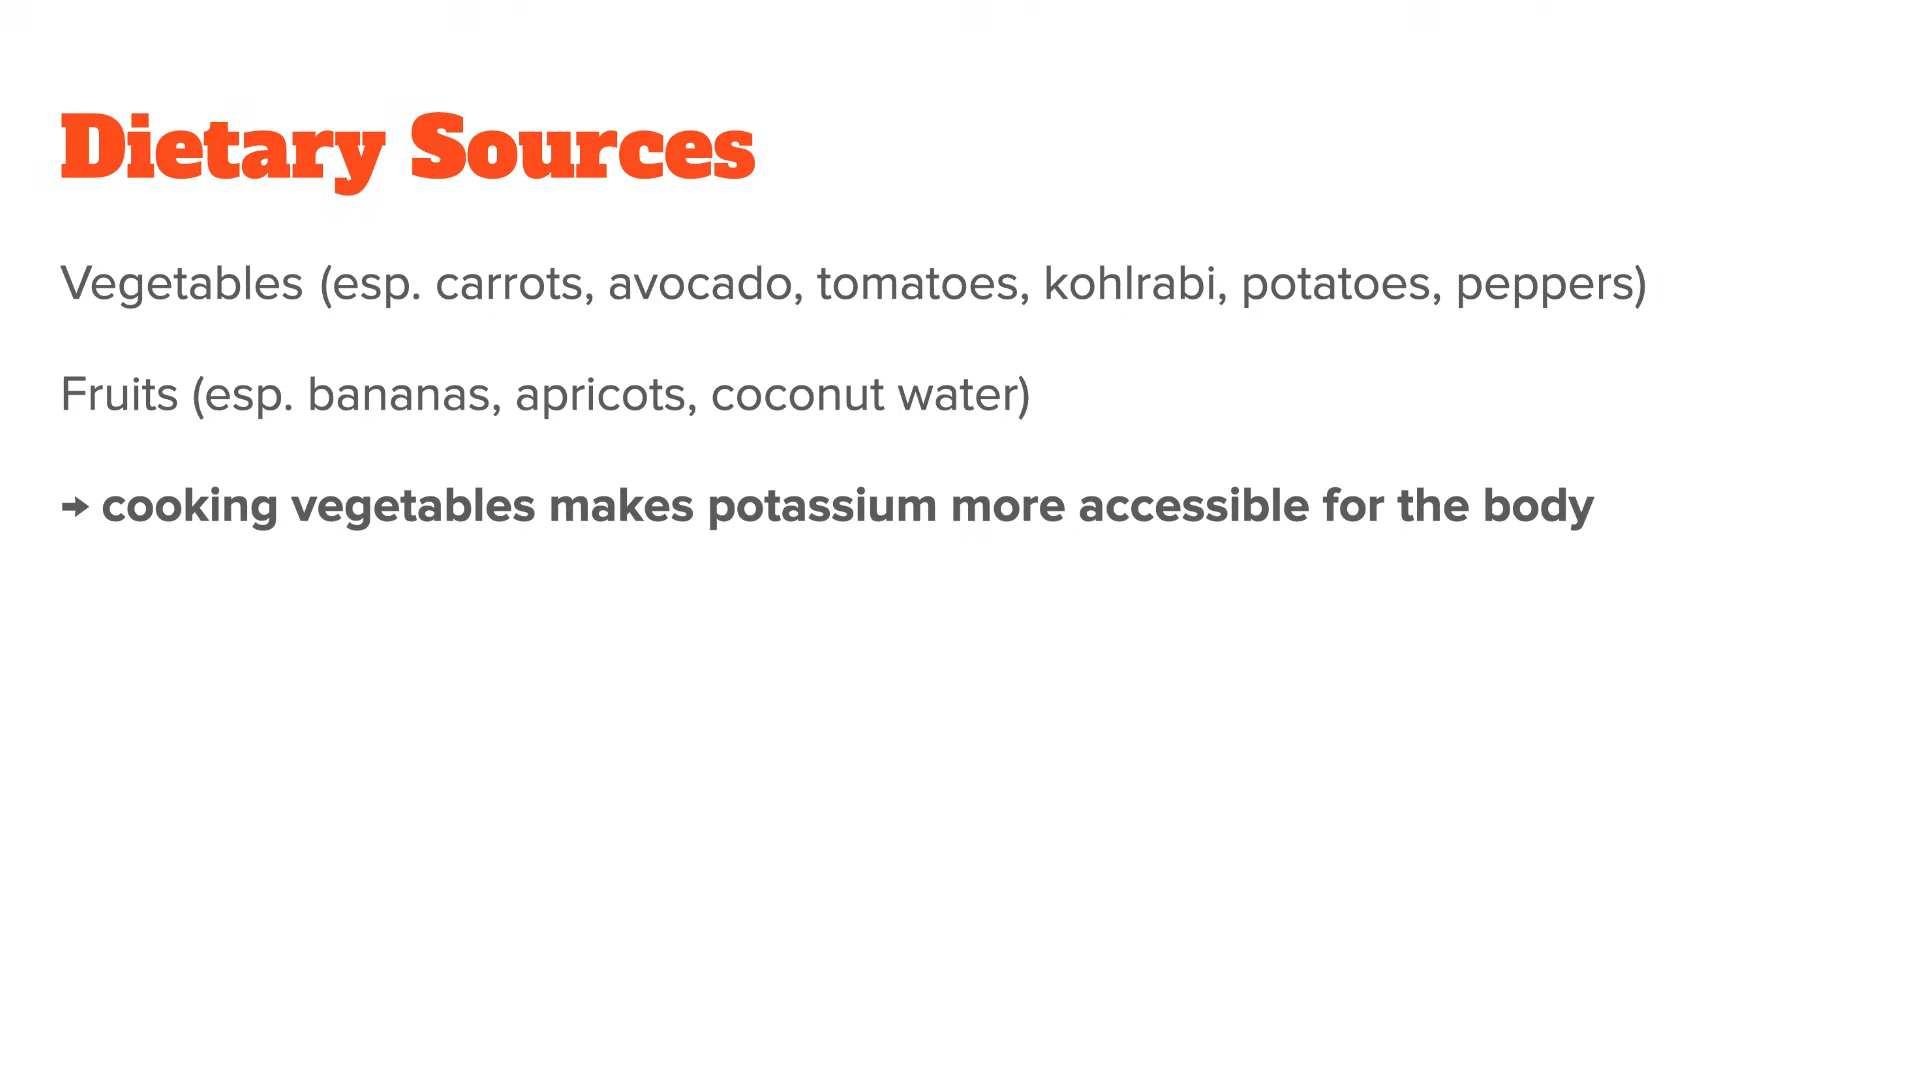 Dietary Sources
Vegetables (esp. carrots, avocado, tomatoes, kohlrabi, potatoes, peppers)
Fruits (esp. bananas, apricots, coconut water)
→ cooking vegetables makes potassium more accessible for the body